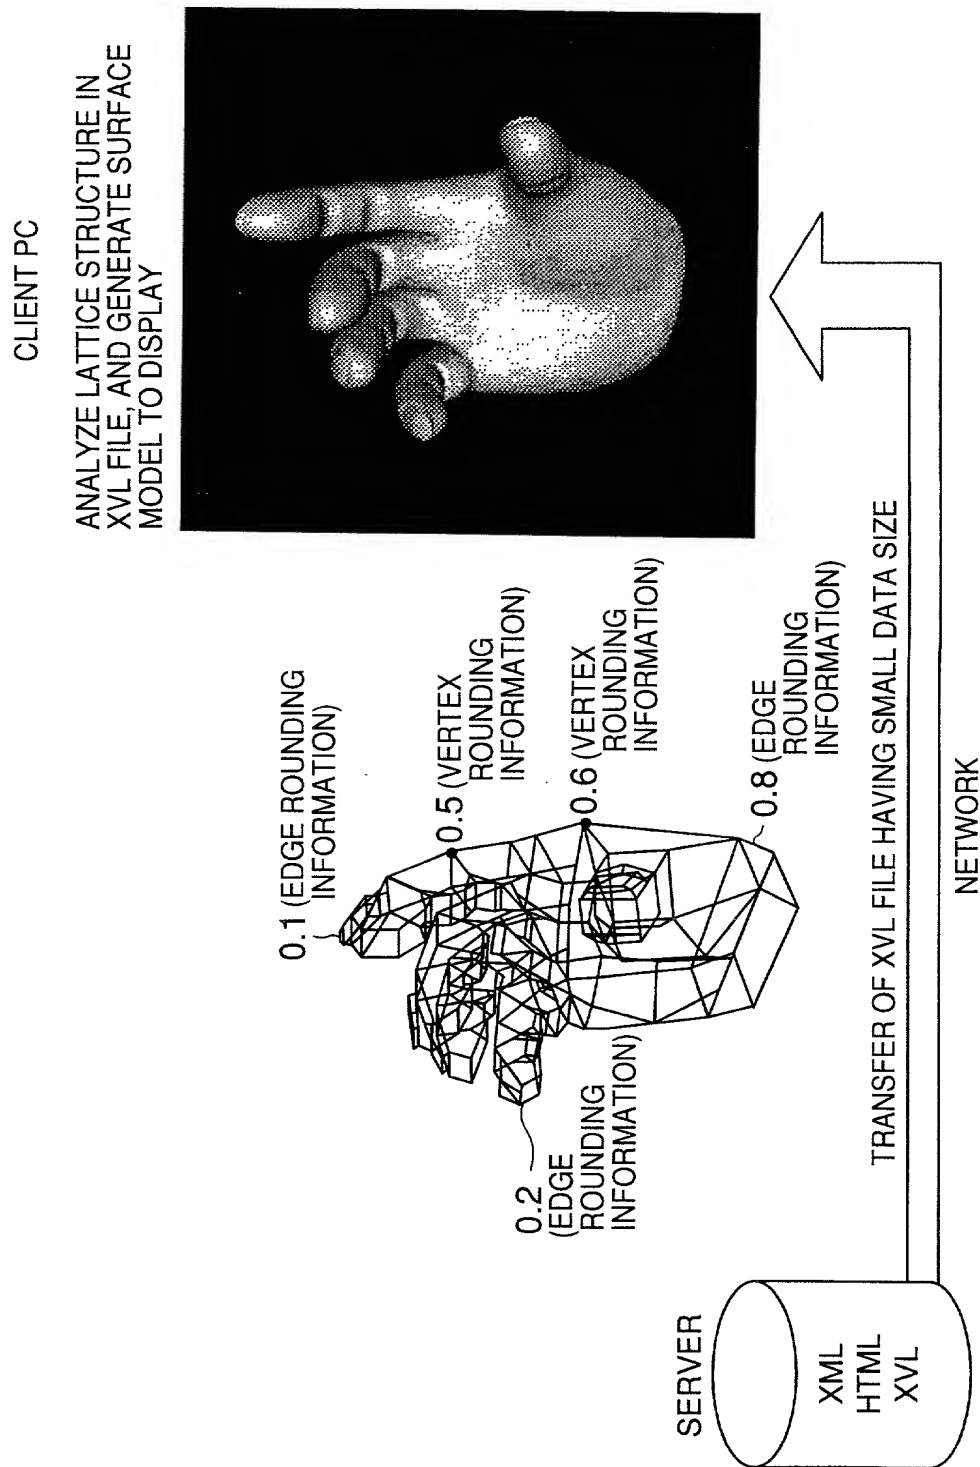 CLIENT PC
ANALYZE LATTICE STRUCTURE IN
XVL FILE, AND GENERATE SURFACE
MODEL TO DISPLAY
0.1 (EDGE ROUNDING
INFORMATION)
0.5 (VERTEX
ROUNDING
INFORMATION)
0.6 (VERTEX
ROUNDING
INFORMATION)
0.8 (EDGE
ROUNDING
INFORMATION)
0.2
(EDGE
ROUNDING
INFORMATION)
TRANSFER OF XVL FILE HAVING SMALL DATA SIZE
NETWORK
SERVER
XML
HTML
XVL